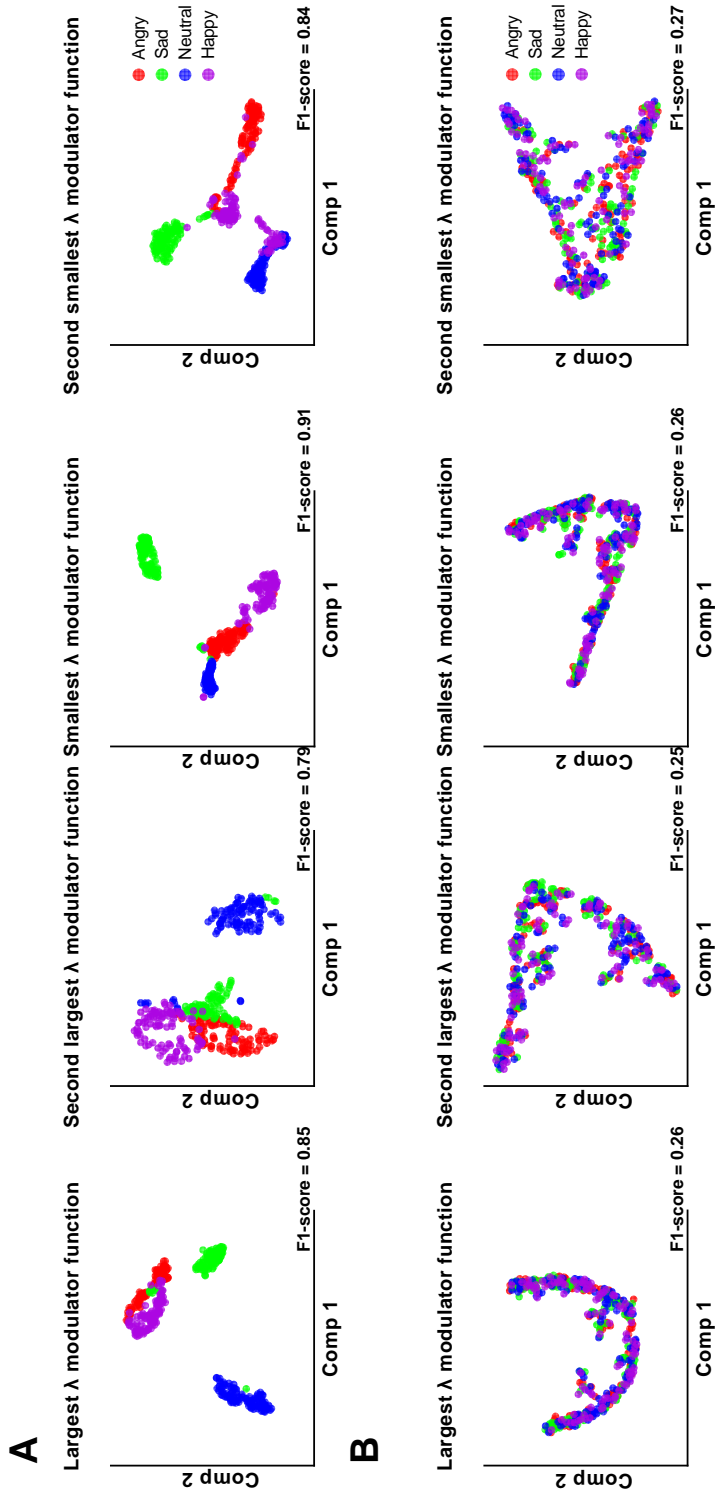 A
Largest λ modulator function
Comp 2
Comp 1
F1-score = 0.85
Second largest λ modulator function
Comp 2
Comp 1
F1-score = 0.79
Smallest λ modulator function
Comp 2
Comp 1
F1-score = 0.91
Second smallest λ modulator function
Comp 2
Comp 1
F1-score = 0.84
Angry
Sad
Neutral
Happy
B
Largest λ modulator function
Comp 2
Comp 1
F1-score = 0.26
Second largest λ modulator function
Comp 2
Comp 1
F1-score = 0.25
Smallest λ modulator function
Comp 2
Comp 1
F1-score = 0.26
Second smallest λ modulator function
Comp 2
Comp 1
F1-score = 0.27
Angry
Sad
Neutral
Happy